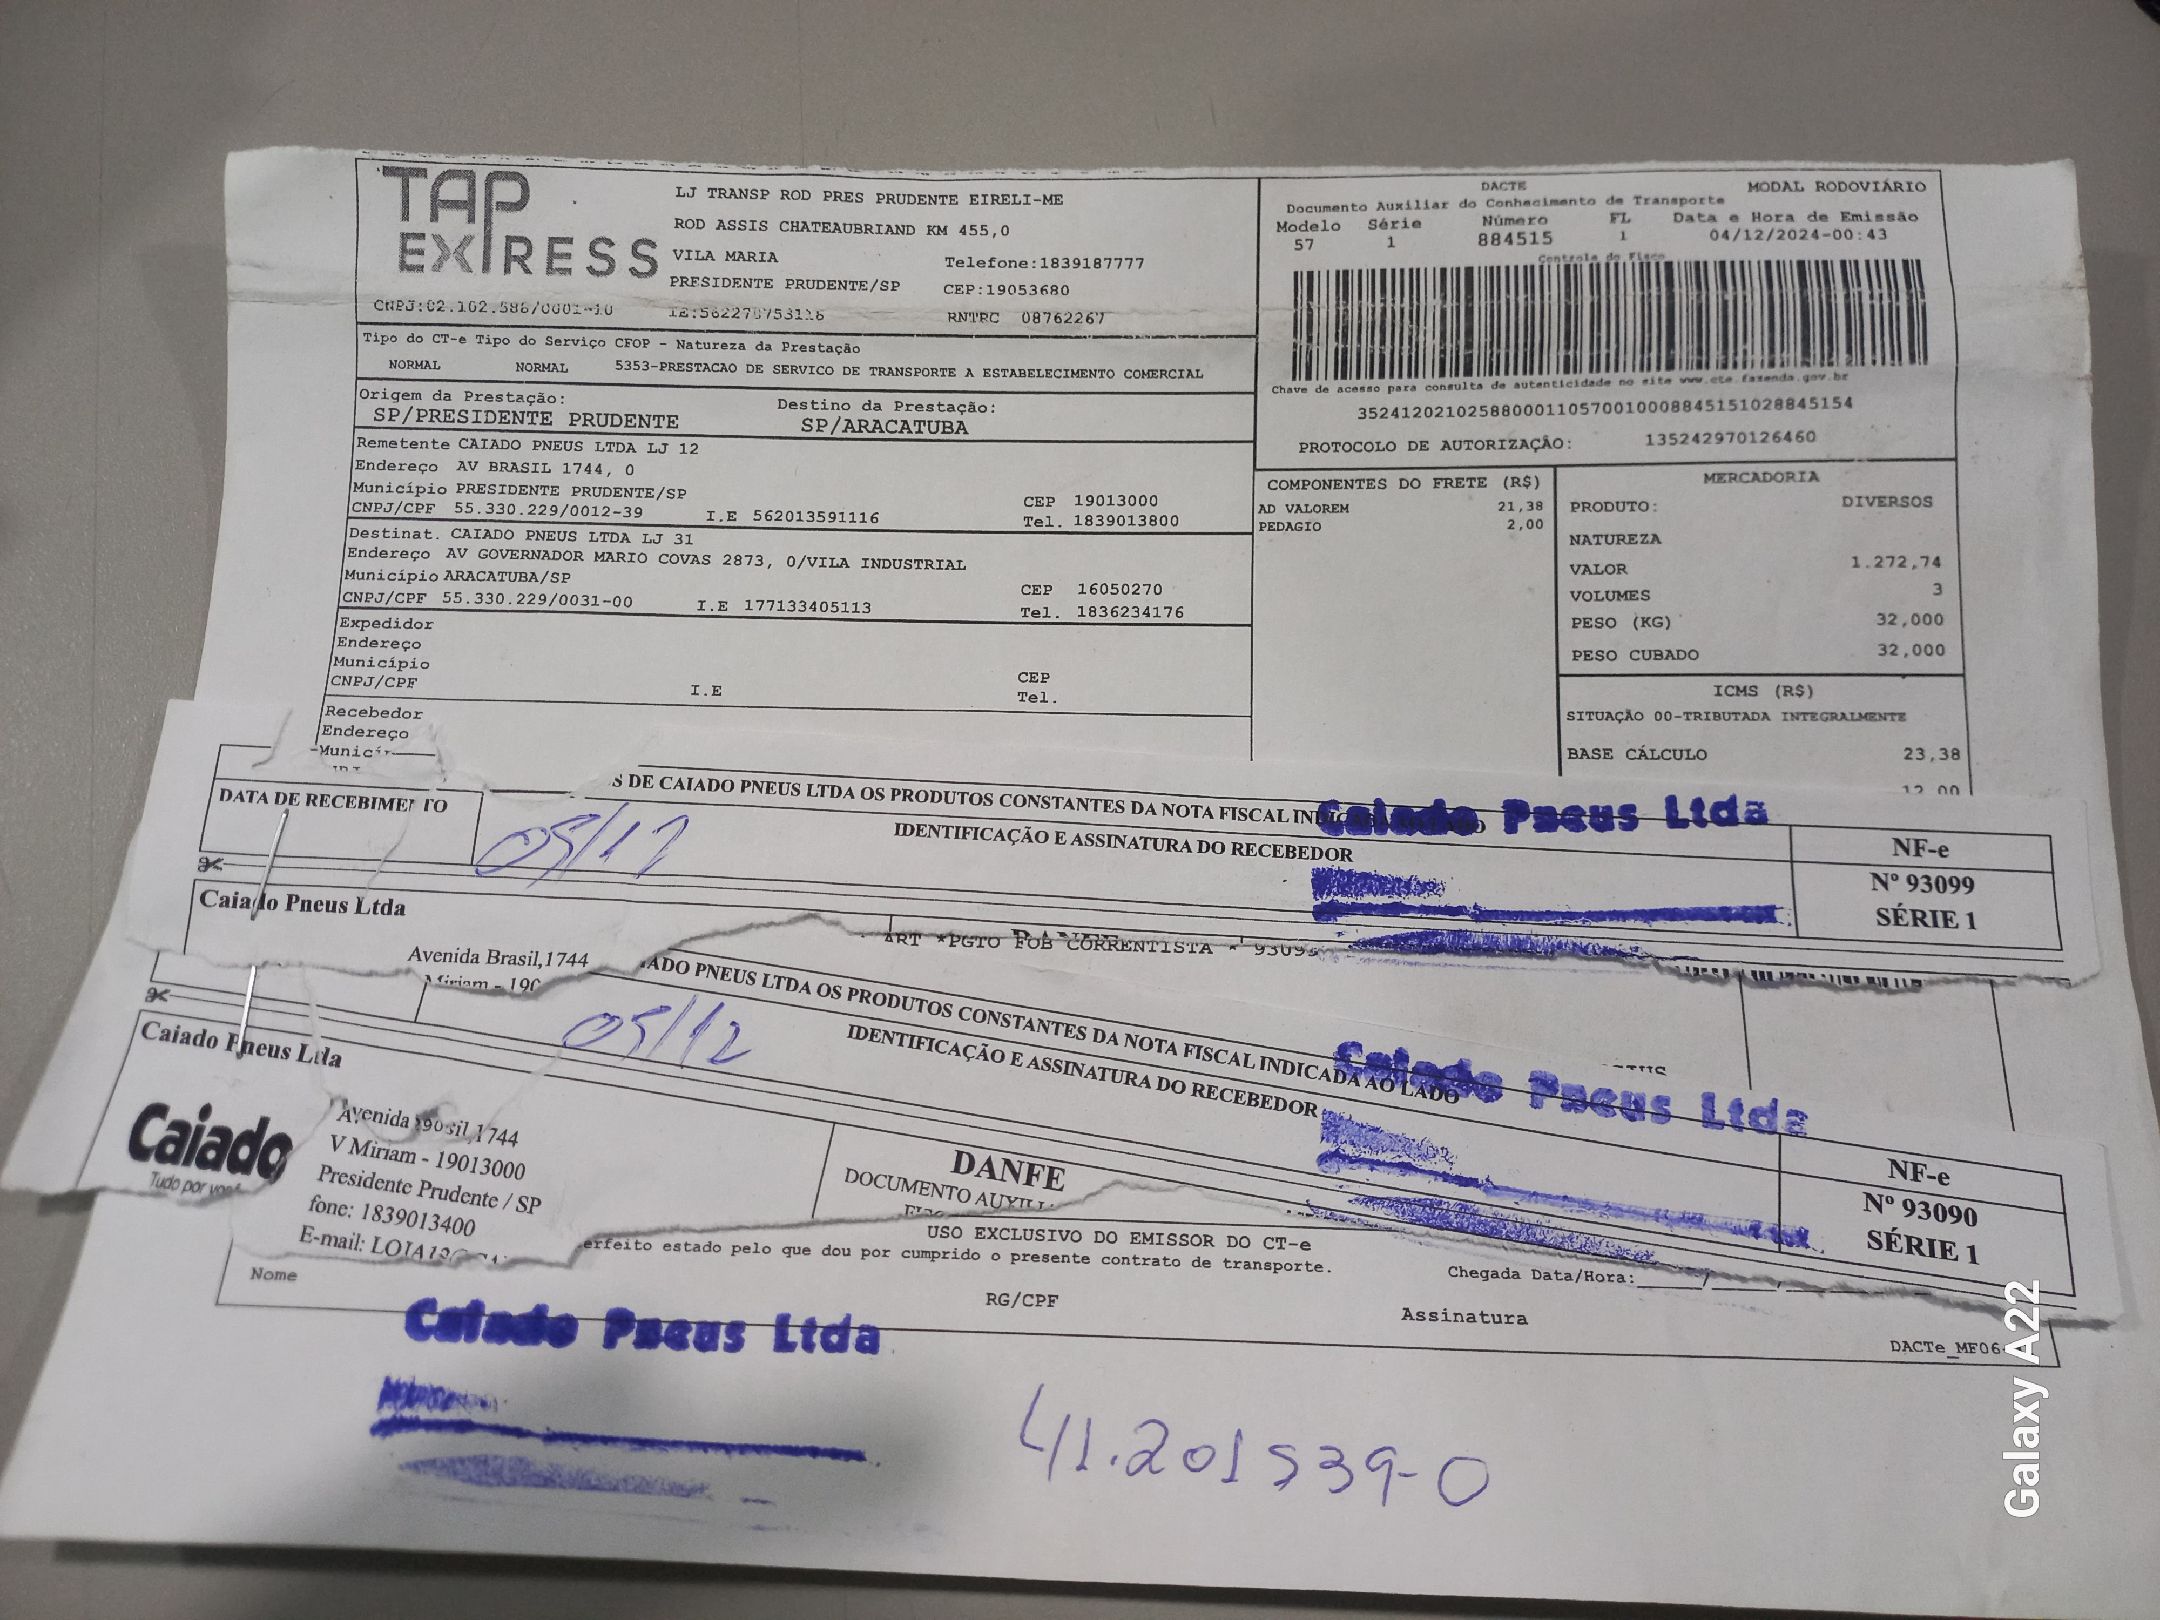 TAP EXPRESS
LJ TRANSP ROD PRES PRUDENTE EIRELI-ME
ROD ASSIS CHATEAUBRIAND KM 455,0
VILA MARIA Telefone:1839187777
PRESIDENTE PRUDENTE/SP CEP:19053680
RNTRC 08762267
DACTE MODAL RODOVIÁRIO
Documento Auxiliar do Conhecimento de Transporte
Modelo Série Número FL Data e Hora de Emissão
57 1 884515 1 04/12/2024-00:43
Controle do Fisco
Chave de acesso para consulta de autenticidade no site www.cte.fazenda.gov.br
35241202102588000110570010008845151028845154
PROTOCOLO DE AUTORIZAÇÂO: 135242970126460
Tipo do CT-e Tipo do Serviço CFOP - Natureza da Prestação
NORMAL NORMAL 5353-PRESTACAO DE SERVICO DE TRANSPORTE A ESTABELECIMENTO COMERCIAL
Origem da Prestação: Destino da Prestação:
SP/PRESIDENTE PRUDENTE SP/ARACATUBA
Remetente CAIADO PNEUS LTDA LJ 12
Endereço AV BRASIL 1744, 0
Município PRESIDENTE PRUDENTE/SP CEP 19013000
CNPJ/CPF 55.330.229/0012-39 I.E 562013591116 Tel. 1839013800
Destinat. CAIADO PNEUS LTDA LJ 31
Endereço AV GOVERNADOR MARIO COVAS 2873, 0/VILA INDUSTRIAL
Município ARACATUBA/SP CEP 16050270
CNPJ/CPF 55.330.229/0031-00 I.E 177133405113 Tel. 1836234176
Expedidor
Endereço
Município CEP
CNPJ/CPF I.E Tel.
Recebedor
Endereço
COMPONENTES DO FRETE (R$)
AD VALOREM 21,38
PEDAGIO 2,00
MERCADORIA
PRODUTO: DIVERSOS
NATUREZA
VALOR 1.272,74
VOLUMES 3
PESO (KG) 32,000
PESO CUBADO 32,000
ICMS (R$)
SITUAÇÃO 00-TRIBUTADA INTEGRALMENTE
BASE CÁLCULO 23,38
12,00
S DE CAIADO PNEUS LTDA OS PRODUTOS CONSTANTES DA NOTA FISCAL
DATA DE RECEBIMENTO
05/12
IDENTIFICAÇÃO E ASSINATURA DO RECEBEDOR
Caiado Pneus Ltda
NF-e
Nº 93099
SÉRIE 1
Caiado Pneus Ltda
Avenida Brasil,1744
ART *PGTO FOB CORRENTISTA
ADO PNEUS LTDA OS PRODUTOS CONSTANTES DA NOTA FISCAL INDICADA AO LADO
05/12
IDENTIFICAÇÃO E ASSINATURA DO RECEBEDOR
Caiado Pneus Ltda
NF-e
Nº 93090
SÉRIE 1
Caiado Pneus Ltda
Caiado
Tudo por você
Avenida Brasil,1744
V Miriam - 19013000
Presidente Prudente / SP
fone: 1839013400
E-mail:
DANFE
DOCUMENTO
USO EXCLUSIVO DO EMISSOR DO CT-e
erfeito estado pelo que dou por cumprido o presente contrato de transporte.
Nome RG/CPF Chegada Data/Hora:
Assinatura
DACTe_MF06
Caiado Pneus Ltda
41.201539-0
Galaxy A22